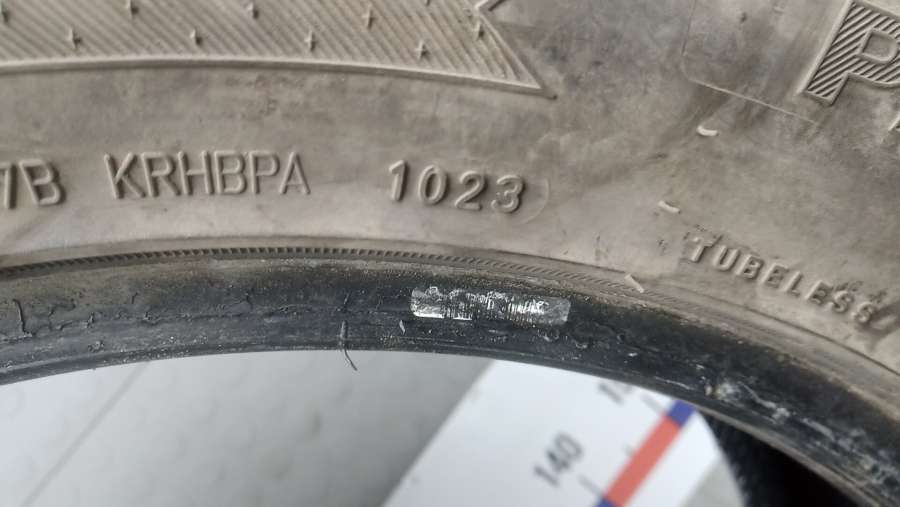 7B KRHBPA 1023
P
TUBELESS
140